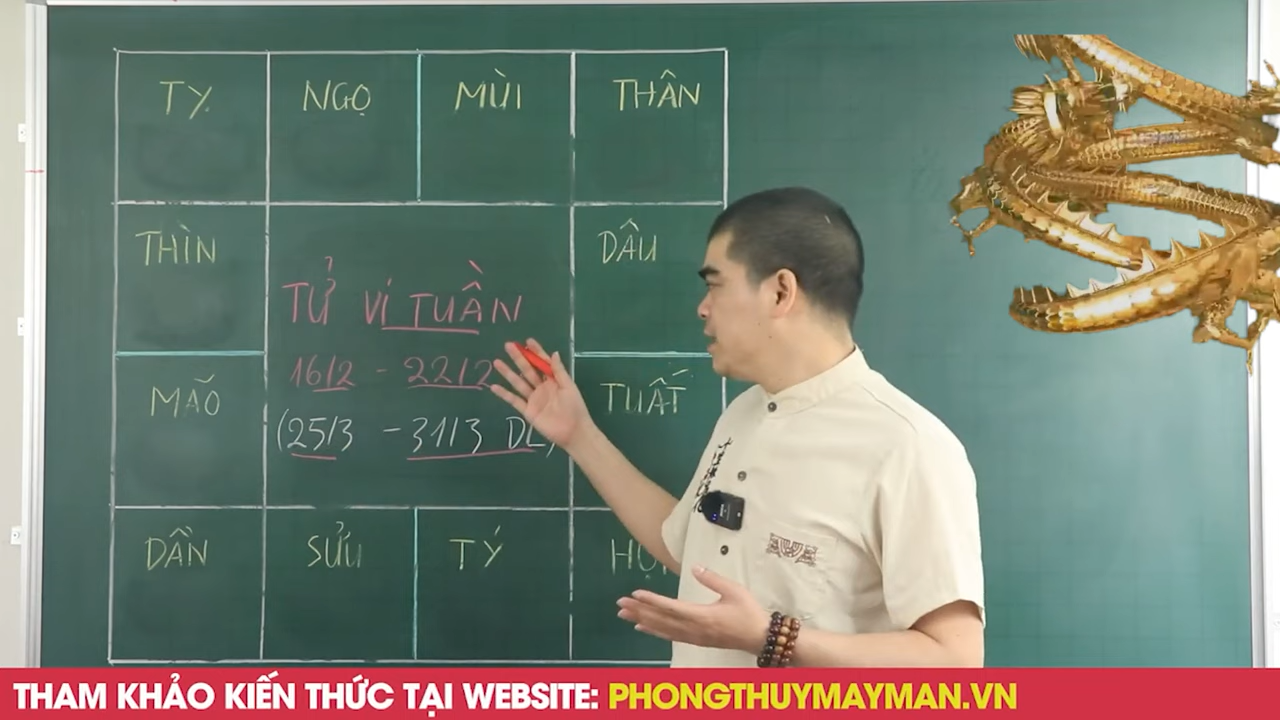 TỴ NGỌ MÙI THÂN
THÌN DẬU
TỬ VI TUẦN
16/2 - 22/2
MÃO TUẤT
(25/3 - 31/3 DL)
DẦN SỬU TÝ
THAM KHẢO KIẾN THỨC TẠI WEBSITE: PHONGTHUYMAYMAN.VN